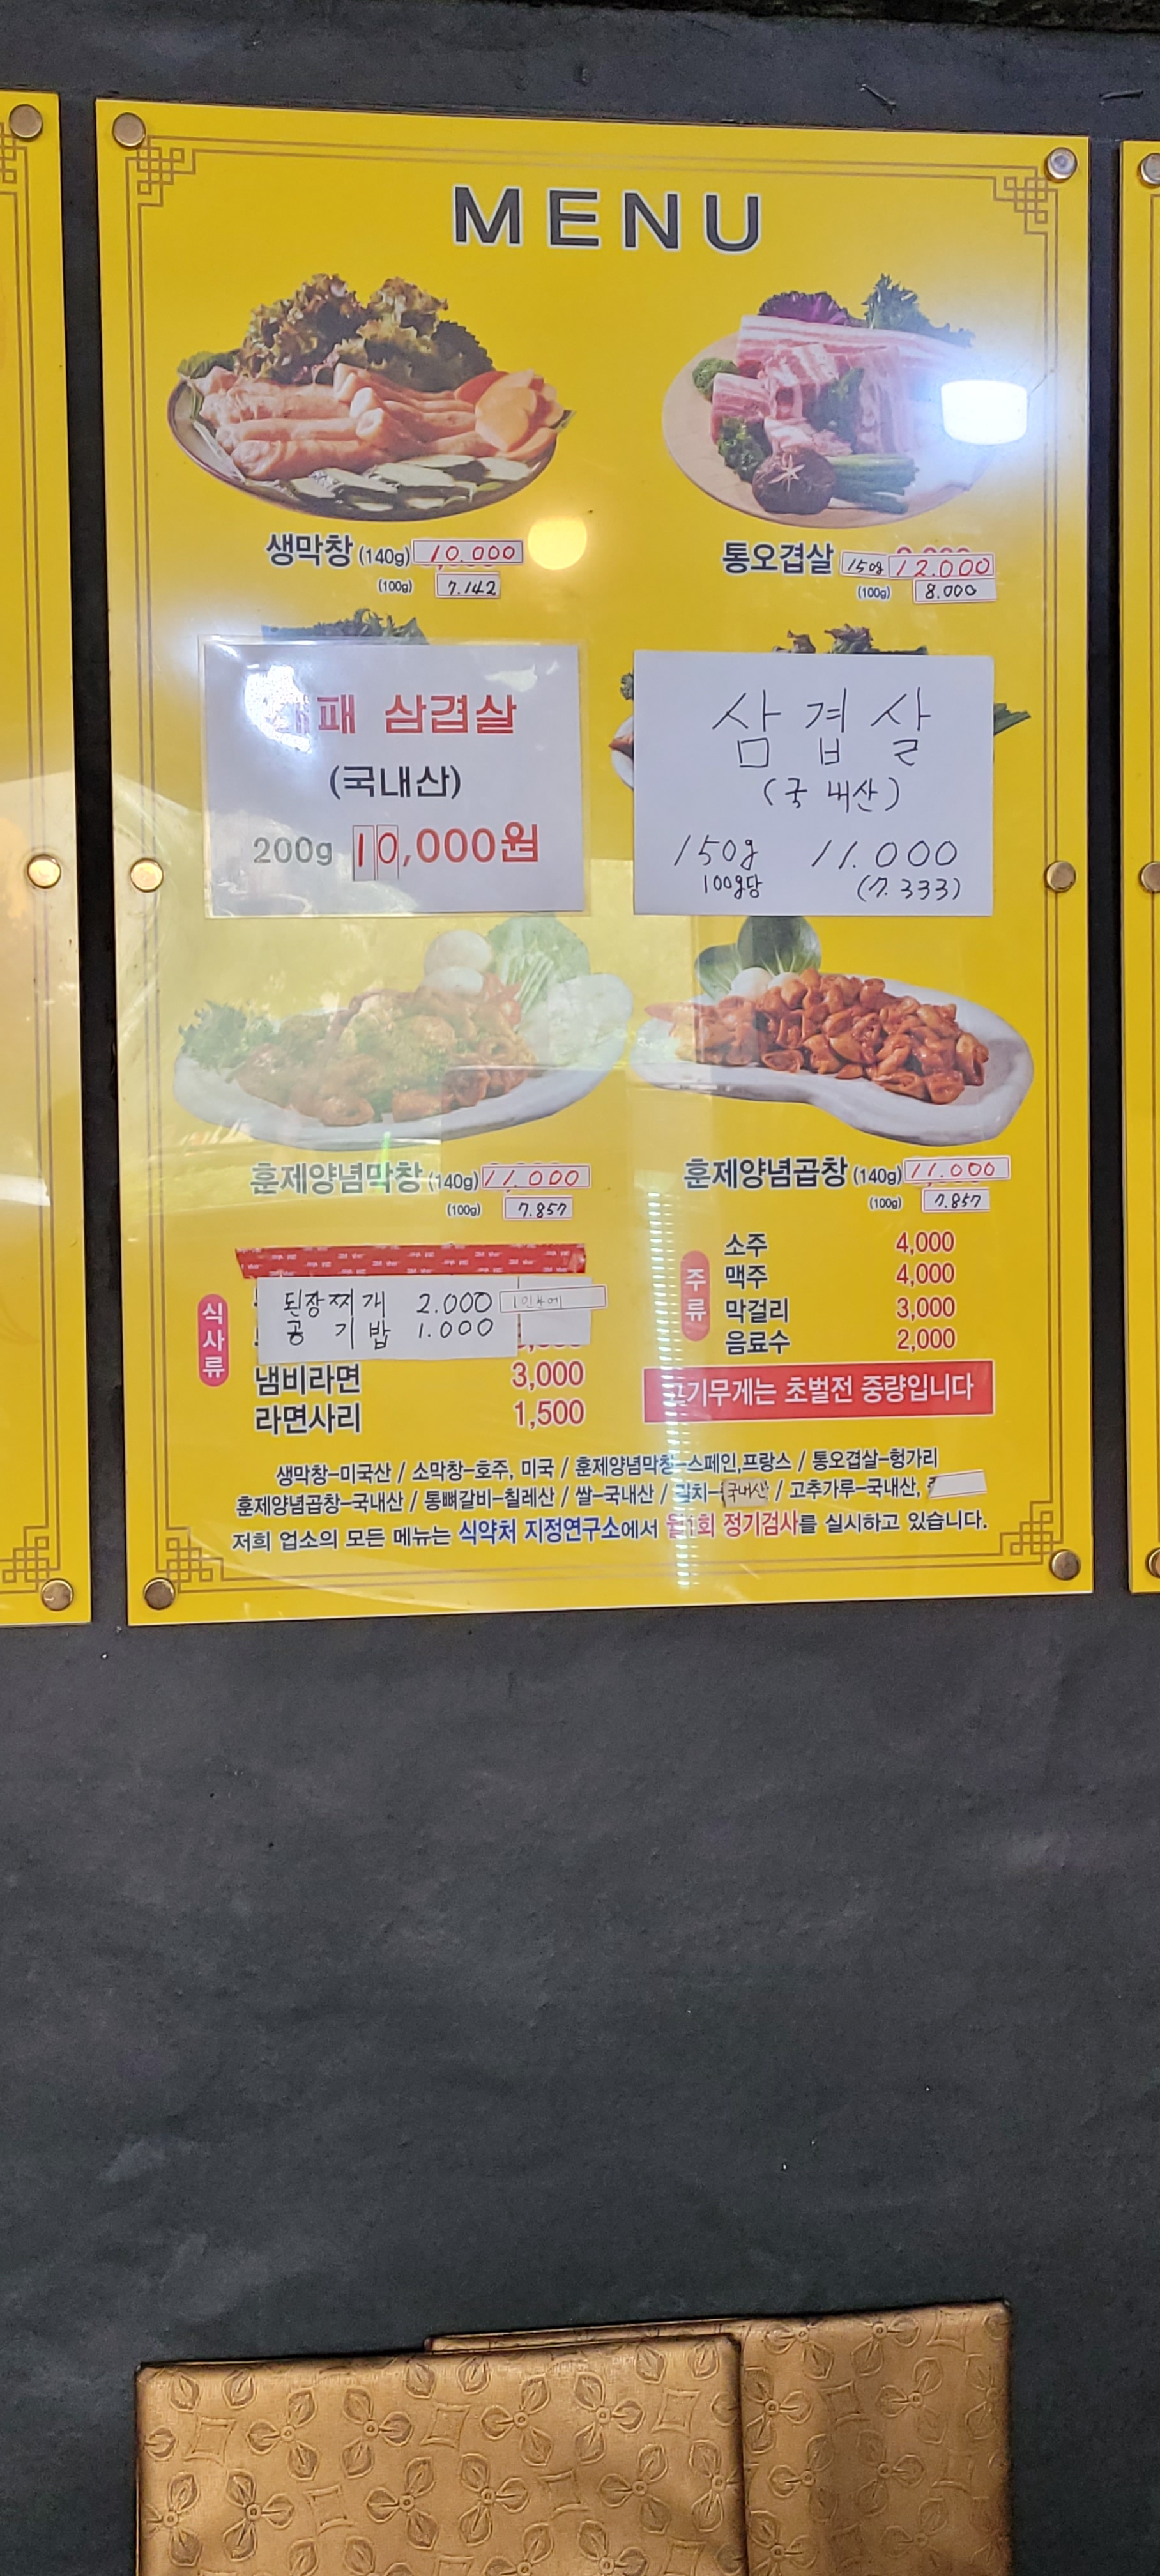 MENU
생막창 (140g) 10.000
(100g) 7.142
통오겹살 150g 12.000
(100g) 8.000
패 삼겹살
(국내산)
200g 10,000원
삼겹살
(국내산)
150g 11.000
100g당 (7.333)
훈제양념막창 (140g) 11.000
(100g) 7.857
훈제양념곱창 (140g) 11.000
(100g) 7.857
식사류
된장찌개 2.000
공기밥 1.000
냄비라면 3,000
라면사리 1,500
주류
소주 4,000
맥주 4,000
막걸리 3,000
음료수 2,000
고기무게는 초벌전 중량입니다
생막창-미국산 / 소막창-호주, 미국 / 훈제양념막창-스페인,프랑스 / 통오겹살-헝가리
훈제양념곱창-국내산 / 통뼈갈비-칠레산 / 쌀-국내산 / 김치-국내산 / 고추가루-국내산,
저희 업소의 모든 메뉴는 식약처 지정연구소에서 월1회 정기검사를 실시하고 있습니다.